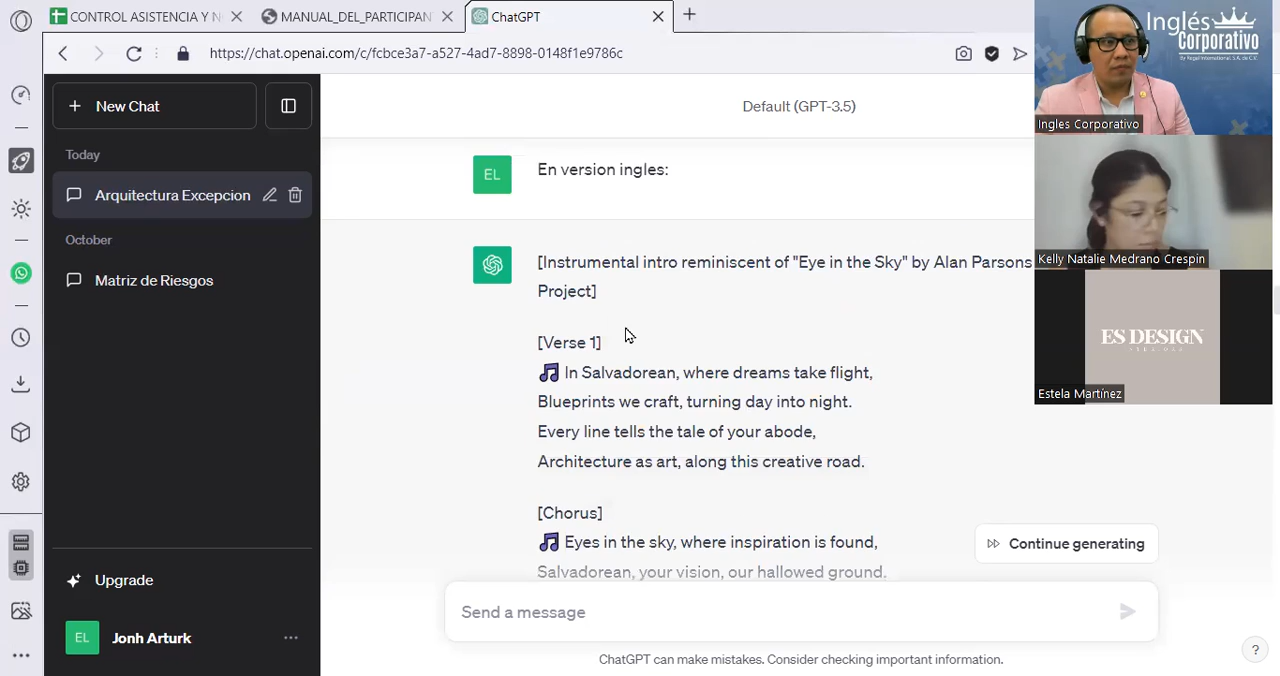 CONTROL ASISTENCIA Y N
MANUAL_DEL_PARTICIPAN
ChatGPT
https://chat.openai.com/c/fcbce3a7-a527-4ad7-8898-0148f1e9786c
New Chat
Today
Arquitectura Excepcion
October
Matriz de Riesgos
Upgrade
EL
Jonh Arturk
Default (GPT-3.5)
EL
En version ingles:
[Instrumental intro reminiscent of "Eye in the Sky" by Alan Parsons
Project]
[Verse 1]
🎵 In Salvadorean, where dreams take flight,
Blueprints we craft, turning day into night.
Every line tells the tale of your abode,
Architecture as art, along this creative road.
[Chorus]
🎵 Eyes in the sky, where inspiration is found,
Salvadorean, your vision, our hallowed ground.
Continue generating
Send a message
ChatGPT can make mistakes. Consider checking important information.
?
Inglés
Corporativo
By Regal International, S.A. de C.V.
Ingles Corporativo
Kelly Natalie Medrano Crespin
ES DESIGN
Estela Martínez